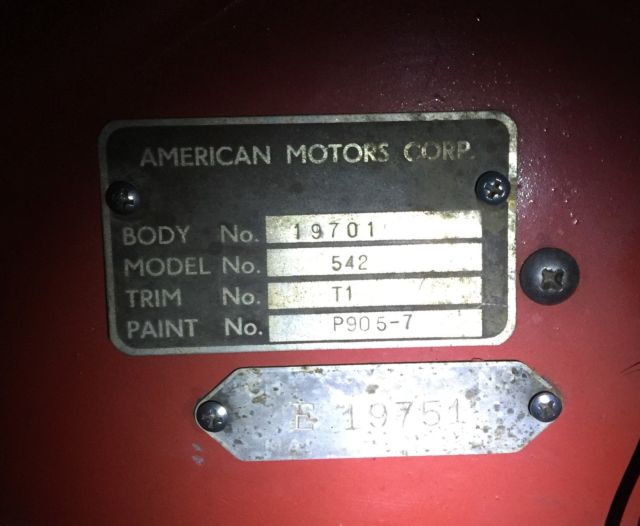 AMERICAN MOTORS CORP.
BODY No. 19701
MODEL No. 542
TRIM No. T1
PAINT No. P905-7
E 19751